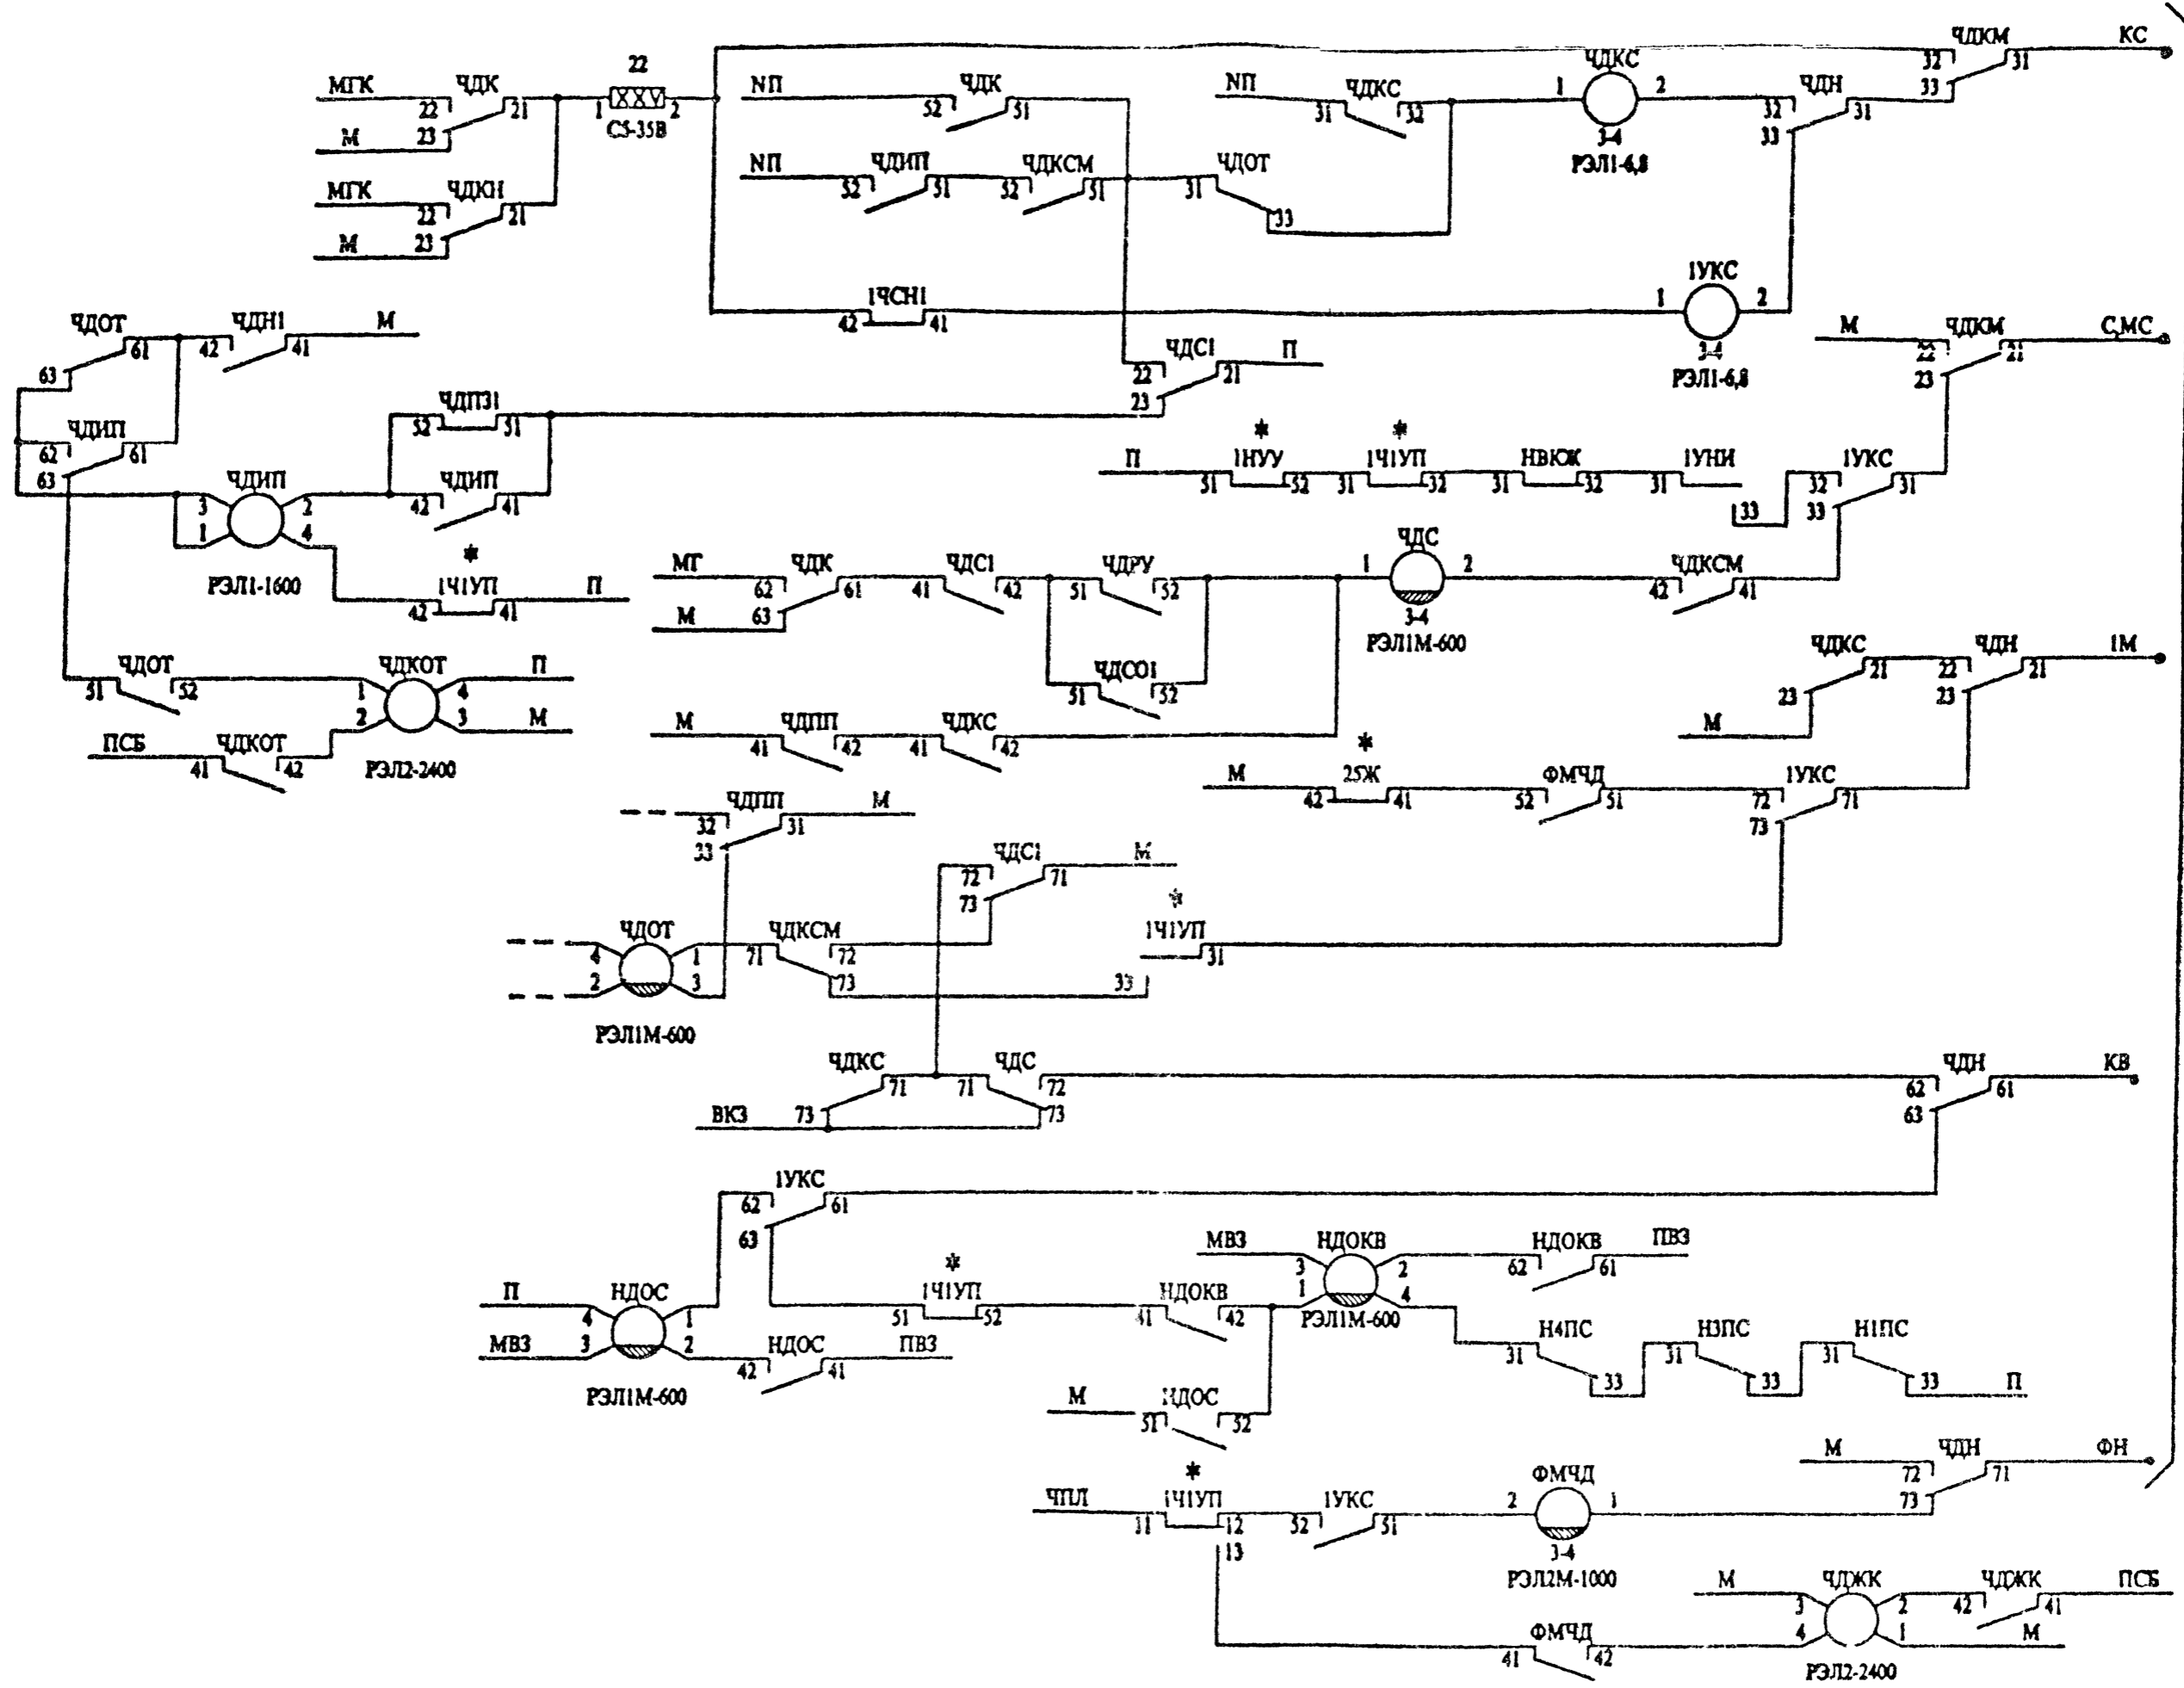 ЧДКМ КС
32 31
33
22
МГК ЧДК
22 21
М 23
1 2
С5-35В
NП ЧДК
52 51
NП ЧДКС
31 32
ЧДКС
1 2
3-4
РЭЛ1-6,8
ЧДН
32 31
33
МГК ЧДКН
22 21
М 23
NП ЧДИП ЧДКСМ ЧДОТ
52 51 52 51 31
33
1ЧСН1
42 41
1УКС
1 2
3-4
РЭЛ1-6,8
ЧДОТ ЧДН1 М
61 42 41
63
ЧДС1 П
22 21
23
М ЧДКМ С,МС
22 21
23
ЧДПЗ1
52 51
ЧДИП
62 61
63
ЧДИП
3 2
1 4
РЭЛ1-1600
ЧДИП
42 41
*
1Ч1УП П
42 41
* *
П 1НУУ 1Ч1УП НВКЖ 1УНИ 1УКС
51 52 31 32 31 32 31 32 31
33 33
МГ ЧДК ЧДС1 ЧДРУ
62 61 41 42 51 52
М 63
ЧДС
1 2
3-4
РЭЛ1М-600
ЧДКСМ
42 41
ЧДСО1
51 52
ЧДКС ЧДН 1М
21 22 21
23 23
М
ЧДОТ ЧДКОТ П
51 52 1 4
2 3 М
ПСБ ЧДКОТ
41 42
РЭЛ2-2400
М ЧДПП ЧДКС
41 42 41 42
*
М 25Ж ФМЧД 1УКС
42 41 52 51 72 71
73
ЧДПП М
32 31
33
ЧДС1 М
72 71
73
*
ЧДОТ ЧДКСМ 1Ч1УП
4 1 71 72 31
2 3 73 33
РЭЛ1М-600
ЧДКС ЧДС ЧДН КВ
71 71 72 62 61
ВКЗ 73 73 63
1УКС
62 61
63
*
П НДОС 1Ч1УП НДОКВ
4 1 51 52 41 42
МВЗ 3 2
НДОС ПВЗ
42 41
РЭЛ1М-600
МВЗ НДОКВ НДОКВ ПВЗ
3 2 62 61
1 4
РЭЛ1М-600
Н4ПС Н3ПС Н1ПС
31 31 31
33 33 33 П
М НДОС
51 52
М ЧДН ФН
72 71
73
*
ЧПЛ 1Ч1УП 1УКС ФМЧД
11 12 52 51 2 1
13 3-4
РЭЛ2М-1000
М ЧДЖК ЧДЖК ПСБ
3 2 42 41
ФМЧД 4 1 М
41 42
РЭЛ2-2400